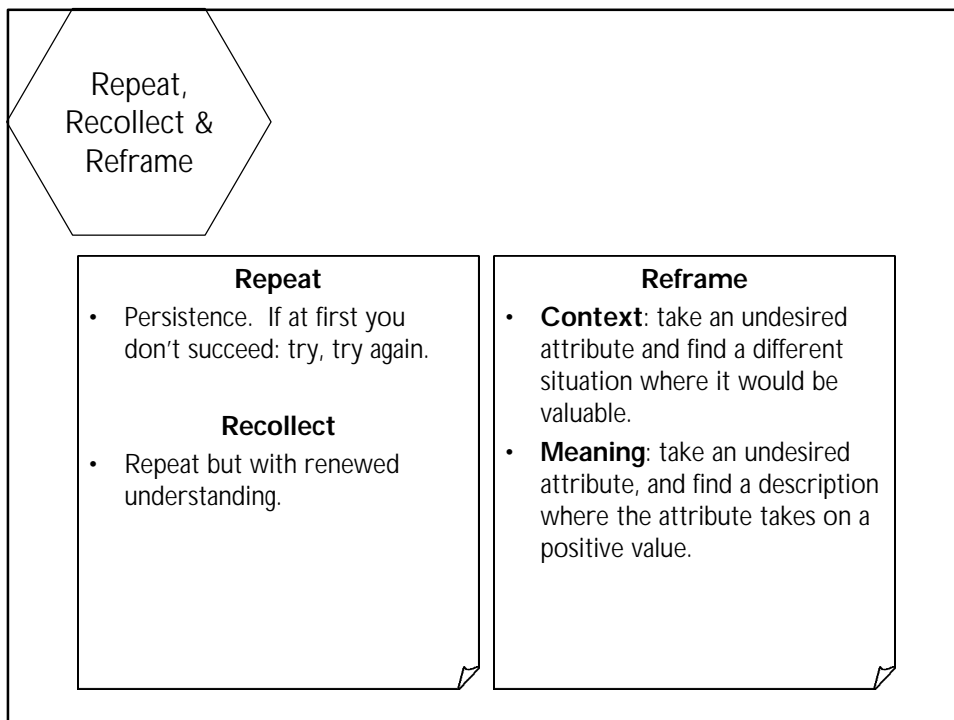 Repeat,
Recollect &
Reframe
Repeat
• Persistence. If at first you
don't succeed: try, try again.
Recollect
• Repeat but with renewed
understanding.
Reframe
• Context: take an undesired
attribute and find a different
situation where it would be
valuable.
• Meaning: take an undesired
attribute, and find a description
where the attribute takes on a
positive value.